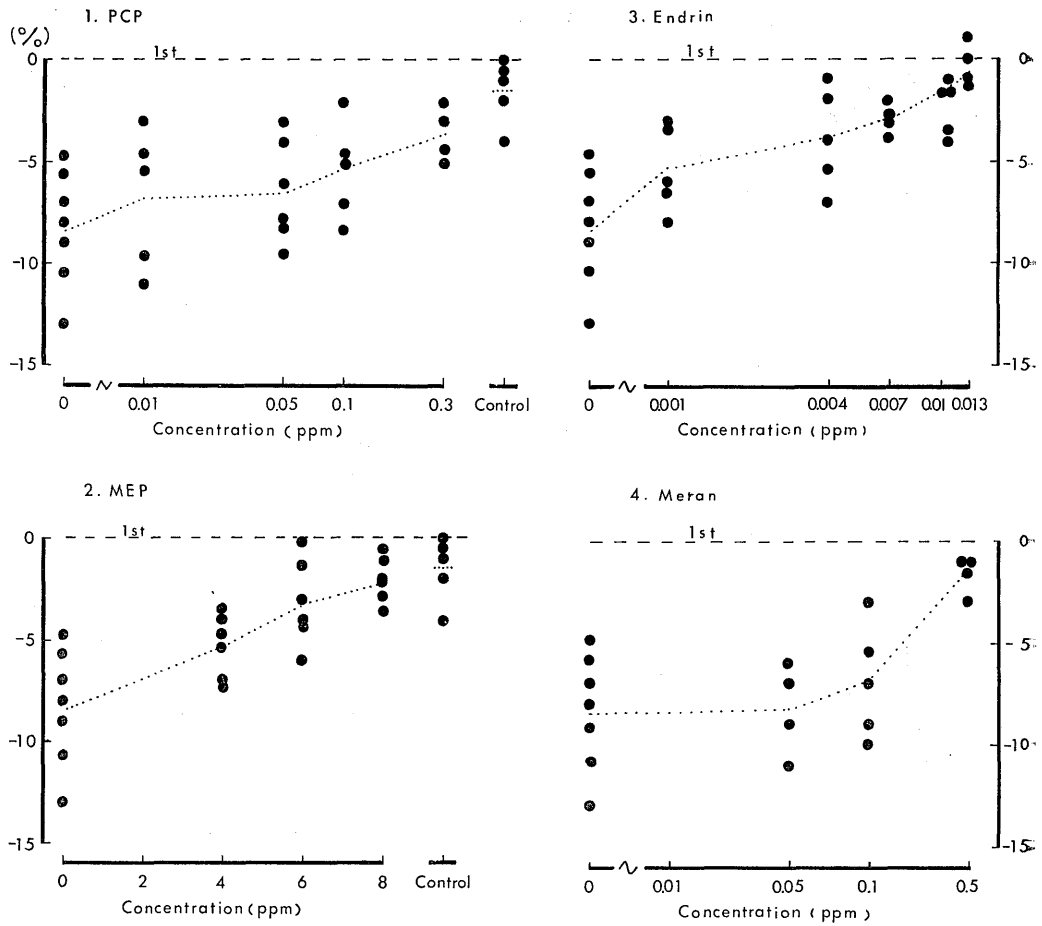 1. PCP
(%)
1st
0
-5
-10
-15
0 0.01 0.05 0.1 0.3 Control
Concentration (ppm)
3. Endrin
1st
0
-5
-10
-15
0 0.001 0.004 0.007 0.01 0.013
Concentration (ppm)
2. MEP
1st
0
-5
-10
-15
0 2 4 6 8 Control
Concentration (ppm)
4. Meran
1st
0
-5
-10
-15
0 0.01 0.05 0.1 0.5
Concentration (ppm)